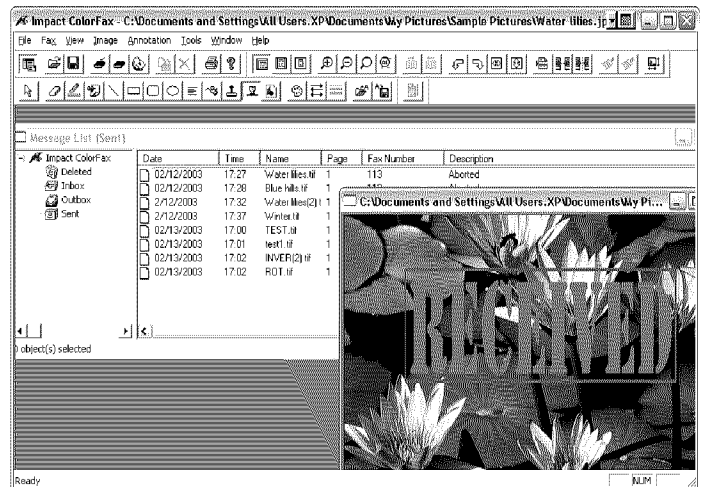 Impact ColorFax - C:\Documents and Settings\All Users.XP\Documents\My Pictures\Sample Pictures\Water lilies.jp
File Fax View Image Annotation Tools Window Help
Message List (Sent)
Impact ColorFax
Deleted
Inbox
Outbox
Sent
Date Time Name Page Fax Number Description
02/12/2003 17:27 Water lilies.tif 1 113 Aborted
02/12/2003 17:28 Blue hills.tif 1
2/12/2003 17:32 Water lilies(2).t 1
2/12/2003 17:37 Winter.tif 1
02/13/2003 17:00 TEST.tif 1
02/13/2003 17:01 test1.tif 1
02/13/2003 17:02 INVER(2).tif 1
02/13/2003 17:02 ROT.tif 1
C:\Documents and Settings\All Users.XP\Documents\My Pi...
RECEIVED
0 object(s) selected
Ready NUM